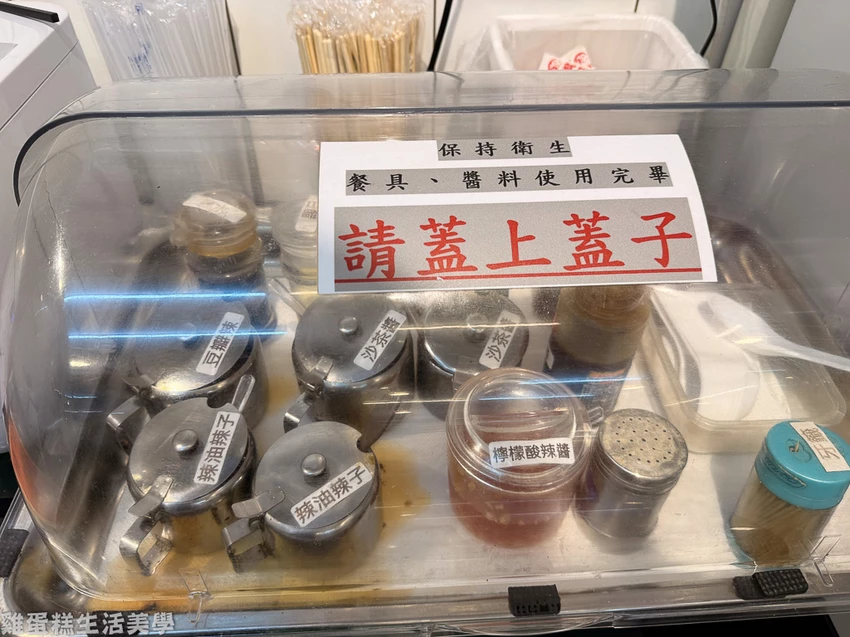 保持衛生
餐具、醬料使用完畢
請蓋上蓋子
豆瓣辣
沙茶醬
沙茶醬
辣油辣子
辣油辣子
檸檬酸辣醬
牙籤
雞蛋糕生活美學